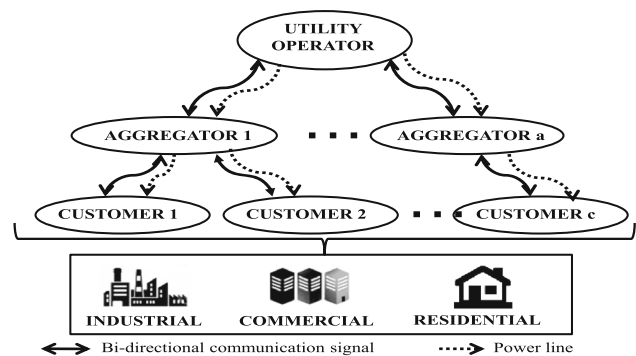 UTILITY
OPERATOR
AGGREGATOR 1
AGGREGATOR a
CUSTOMER 1
CUSTOMER 2
CUSTOMER c
INDUSTRIAL
COMMERCIAL
RESIDENTIAL
Bi-directional communication signal
Power line